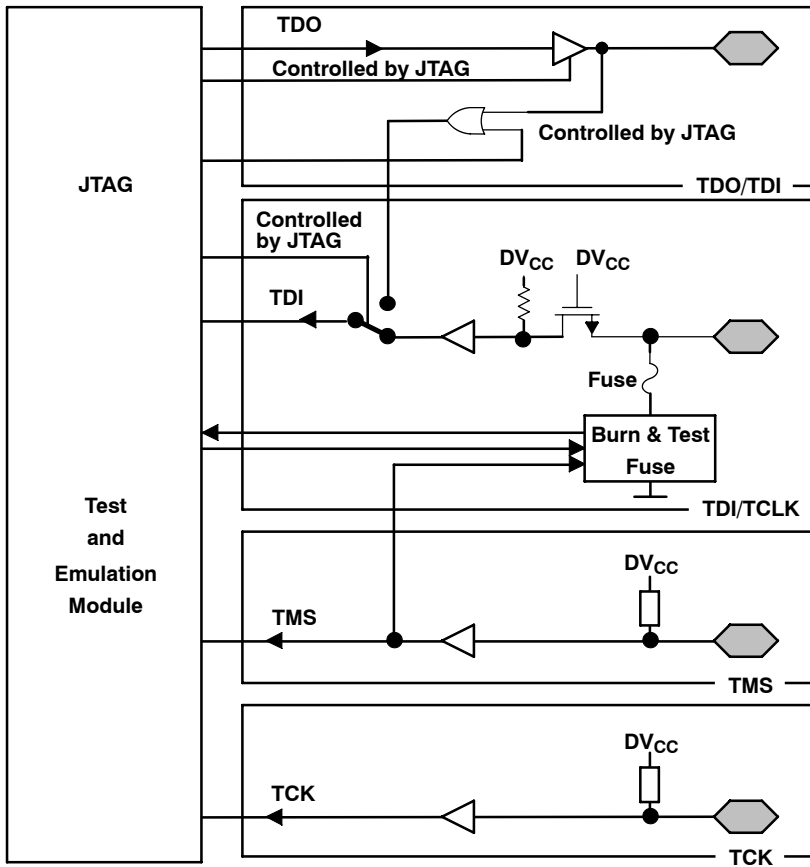 JTAG
Test
and
Emulation
Module
TDO
Controlled by JTAG
Controlled by JTAG
TDO/TDI
Controlled
by JTAG
DVCC
DVCC
TDI
Fuse
Burn & Test
Fuse
TDI/TCLK
DVCC
TMS
TMS
DVCC
TCK
TCK